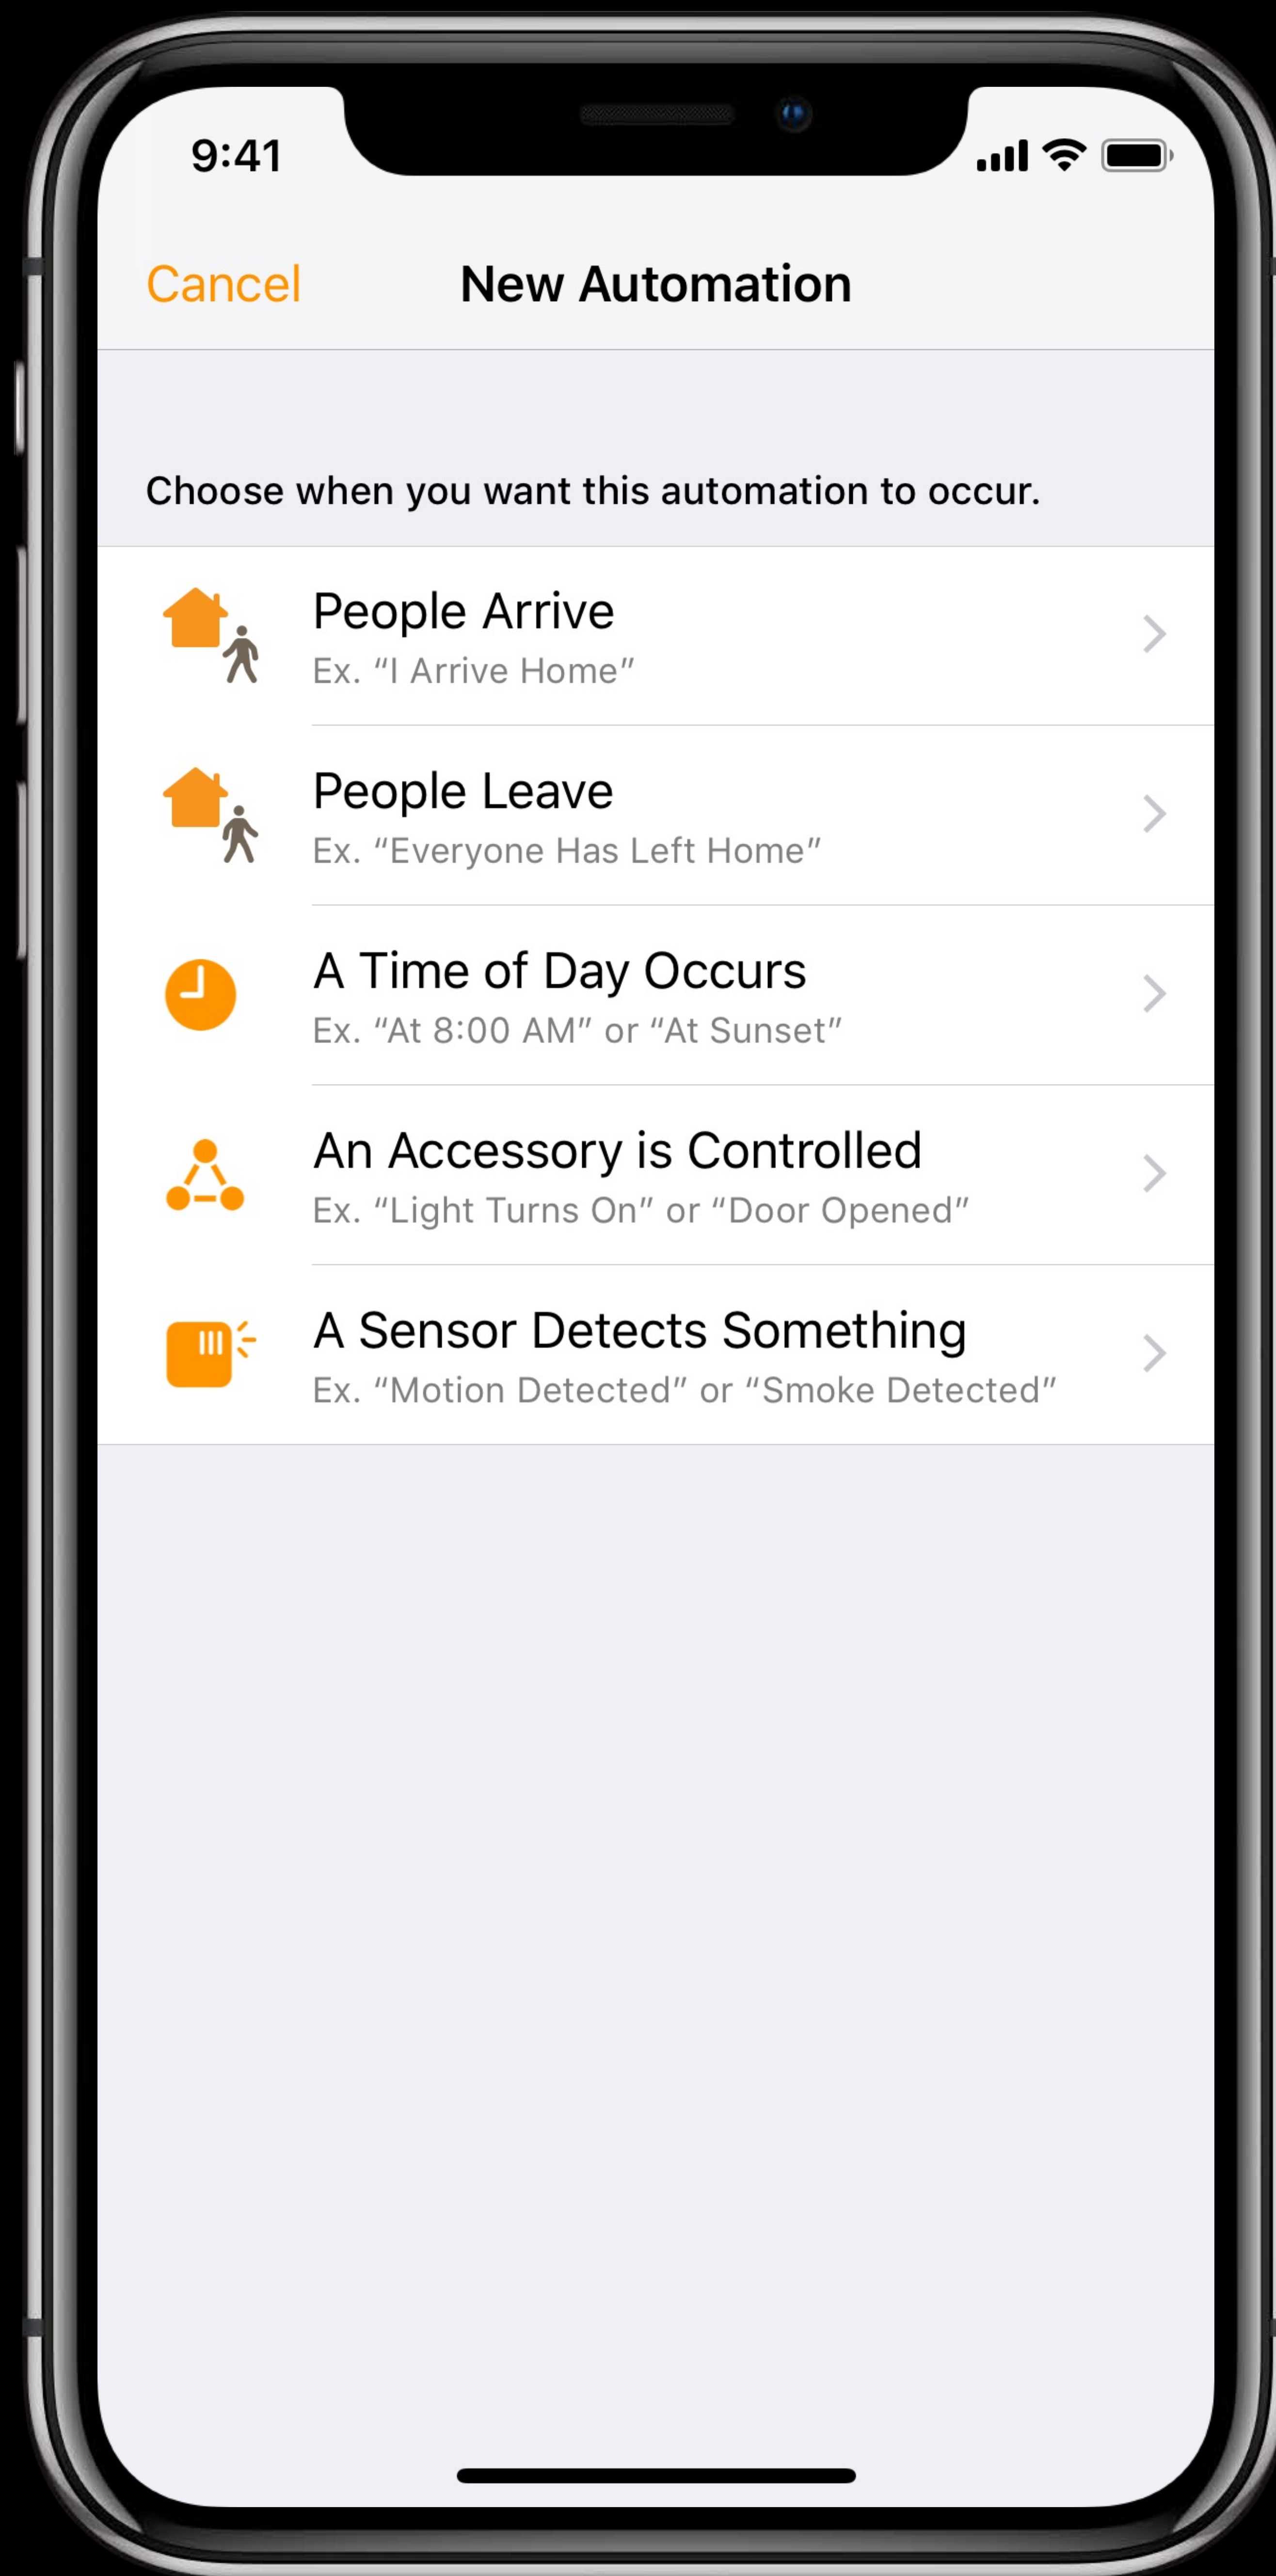 9:41
Cancel
New Automation
Choose when you want this automation to occur.
People Arrive
Ex. “I Arrive Home”
People Leave
Ex. “Everyone Has Left Home”
A Time of Day Occurs
Ex. “At 8:00 AM” or “At Sunset”
An Accessory is Controlled
Ex. “Light Turns On” or “Door Opened”
A Sensor Detects Something
Ex. “Motion Detected” or “Smoke Detected”